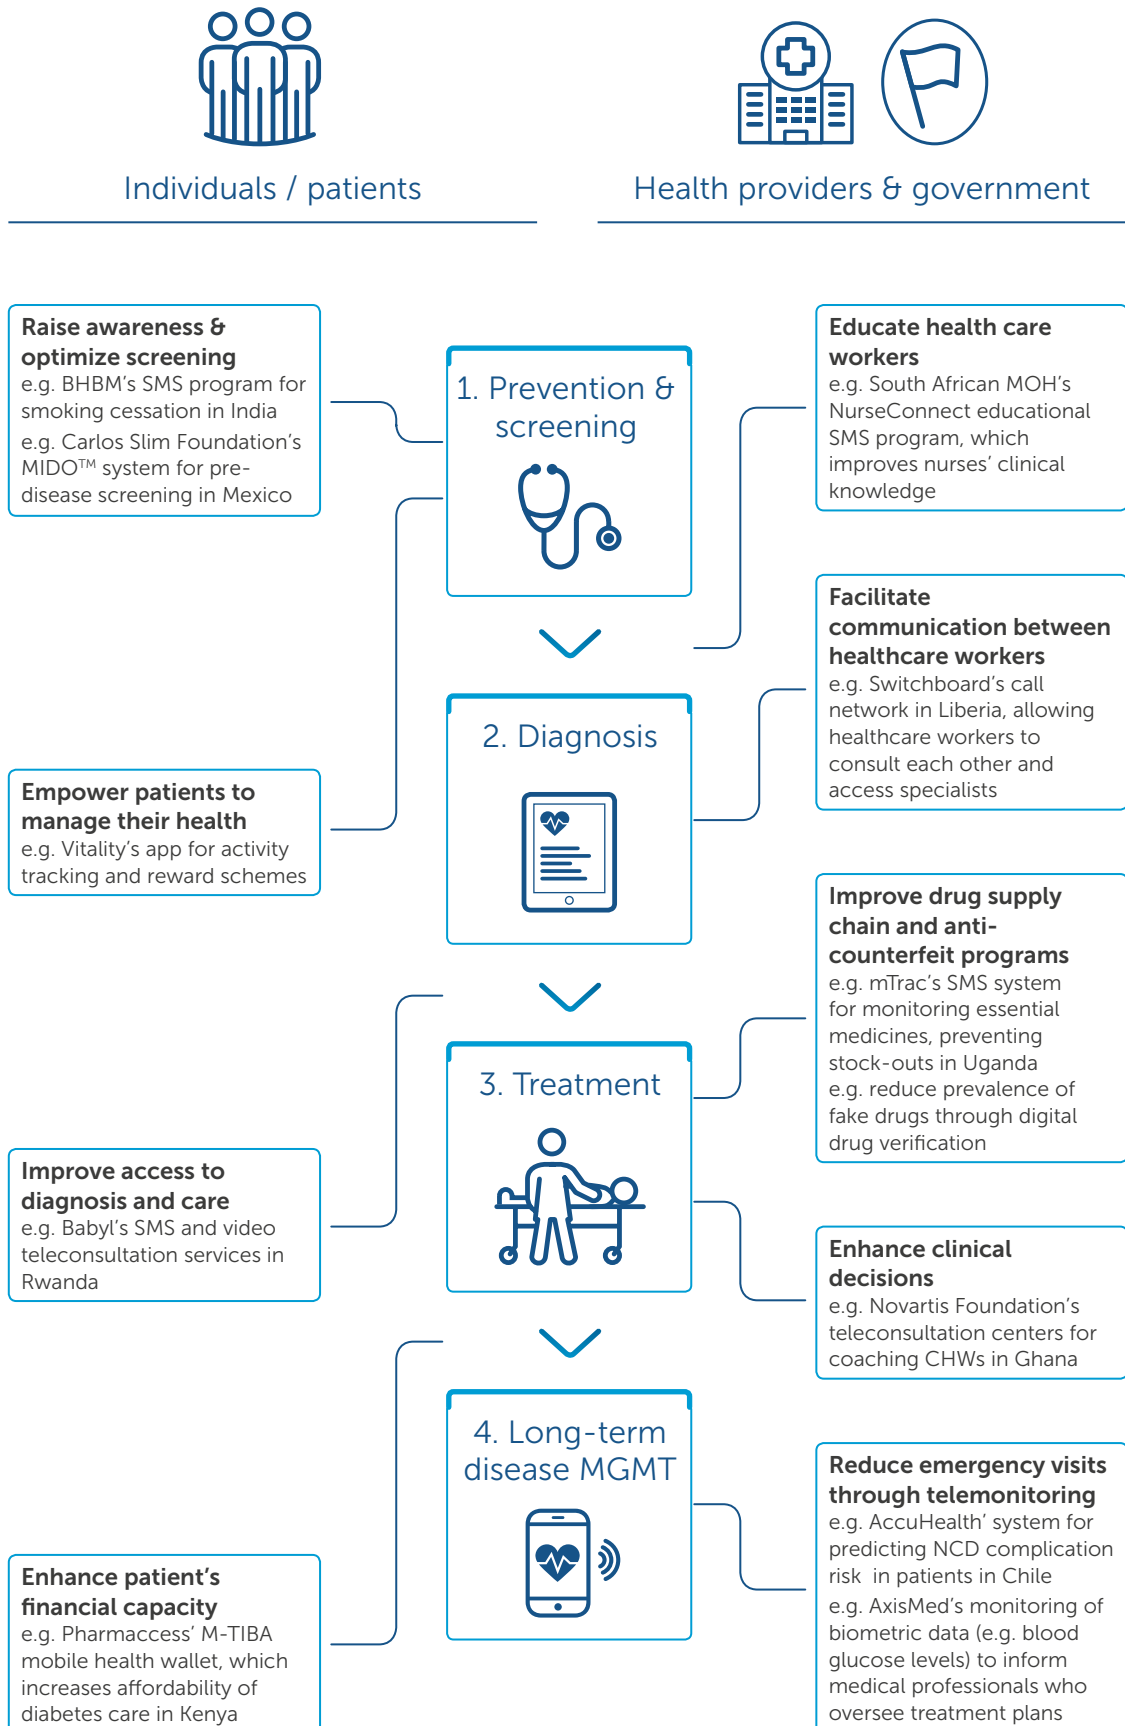 Individuals / patients
Health providers & government
Raise awareness &
optimize screening
e.g. BHBM's SMS program for
smoking cessation in India
e.g. Carlos Slim Foundation's
MIDO™ system for pre-
disease screening in Mexico
Empower patients to
manage their health
e.g. Vitality's app for activity
tracking and reward schemes
Improve access to
diagnosis and care
e.g. Babyl's SMS and video
teleconsultation services in
Rwanda
Enhance patient's
financial capacity
e.g. Pharmaccess' M-TIBA
mobile health wallet, which
increases affordability of
diabetes care in Kenya
1. Prevention &
screening
2. Diagnosis
3. Treatment
4. Long-term
disease MGMT
Educate health care
workers
e.g. South African MOH's
NurseConnect educational
SMS program, which
improves nurses' clinical
knowledge
Facilitate
communication between
healthcare workers
e.g. Switchboard's call
network in Liberia, allowing
healthcare workers to
consult each other and
access specialists
Improve drug supply
chain and anti-
counterfeit programs
e.g. mTrac's SMS system
for monitoring essential
medicines, preventing
stock-outs in Uganda
e.g. reduce prevalence of
fake drugs through digital
drug verification
Enhance clinical
decisions
e.g. Novartis Foundation's
teleconsultation centers for
coaching CHWs in Ghana
Reduce emergency visits
through telemonitoring
e.g. AccuHealth' system for
predicting NCD complication
risk in patients in Chile
e.g. AxisMed's monitoring of
biometric data (e.g. blood
glucose levels) to inform
medical professionals who
oversee treatment plans